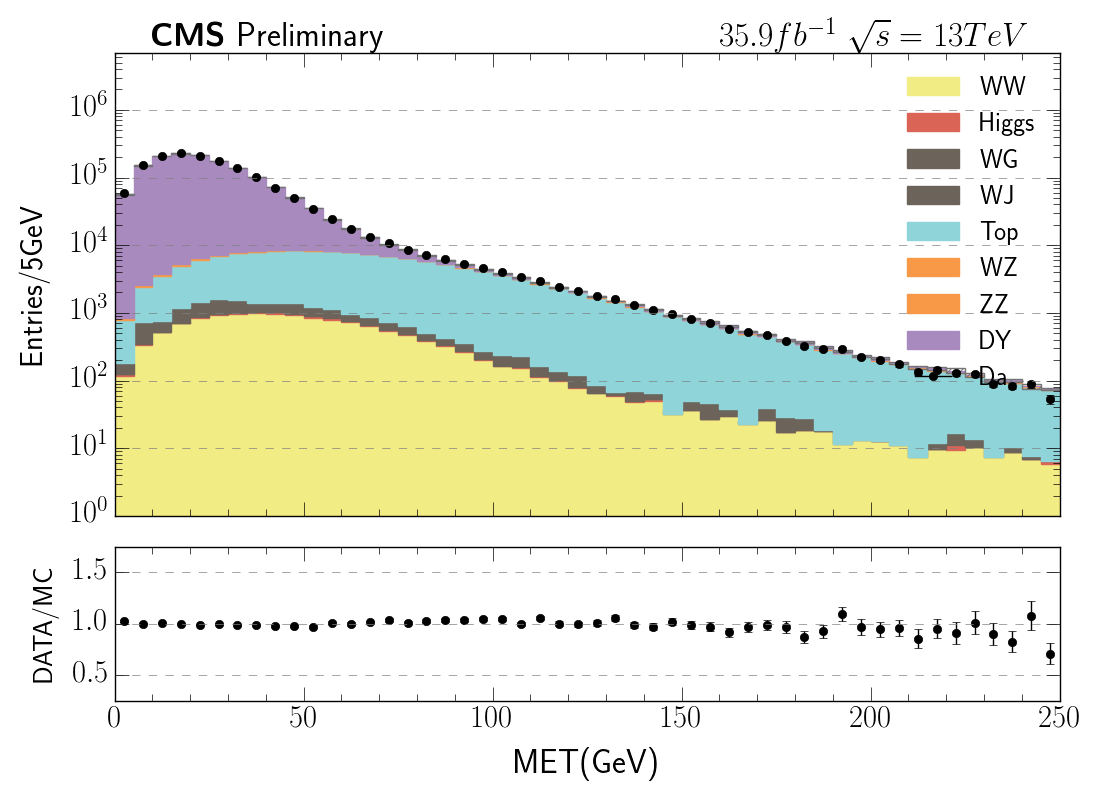 CMS Preliminary 35.9fb⁻¹ √s = 13TeV
Entries/5GeV
10⁶
10⁵
10⁴
10³
10²
10¹
10⁰
WW
Higgs
WG
WJ
Top
WZ
ZZ
DY
Da
DATA/MC
1.5
1.0
0.5
0 50 100 150 200 250
MET(GeV)